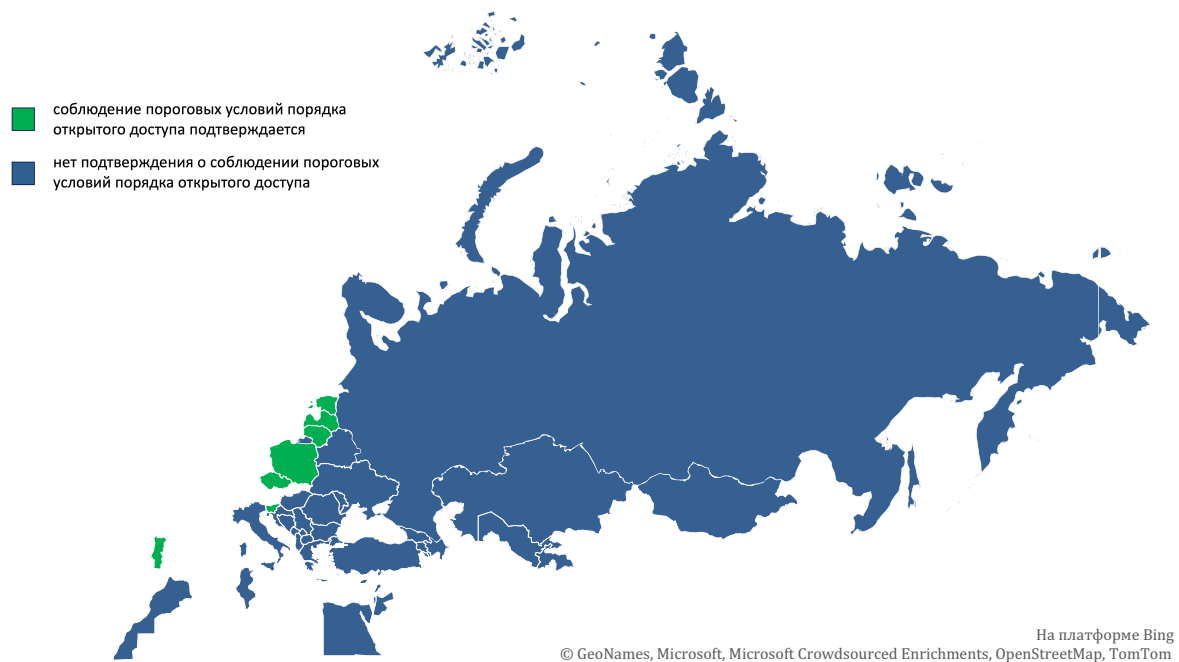 соблюдение пороговых условий порядка
открытого доступа подтверждается
нет подтверждения о соблюдении пороговых
условий порядка открытого доступа
На платформе Bing
© GeoNames, Microsoft, Microsoft Crowdsourced Enrichments, OpenStreetMap, TomTom